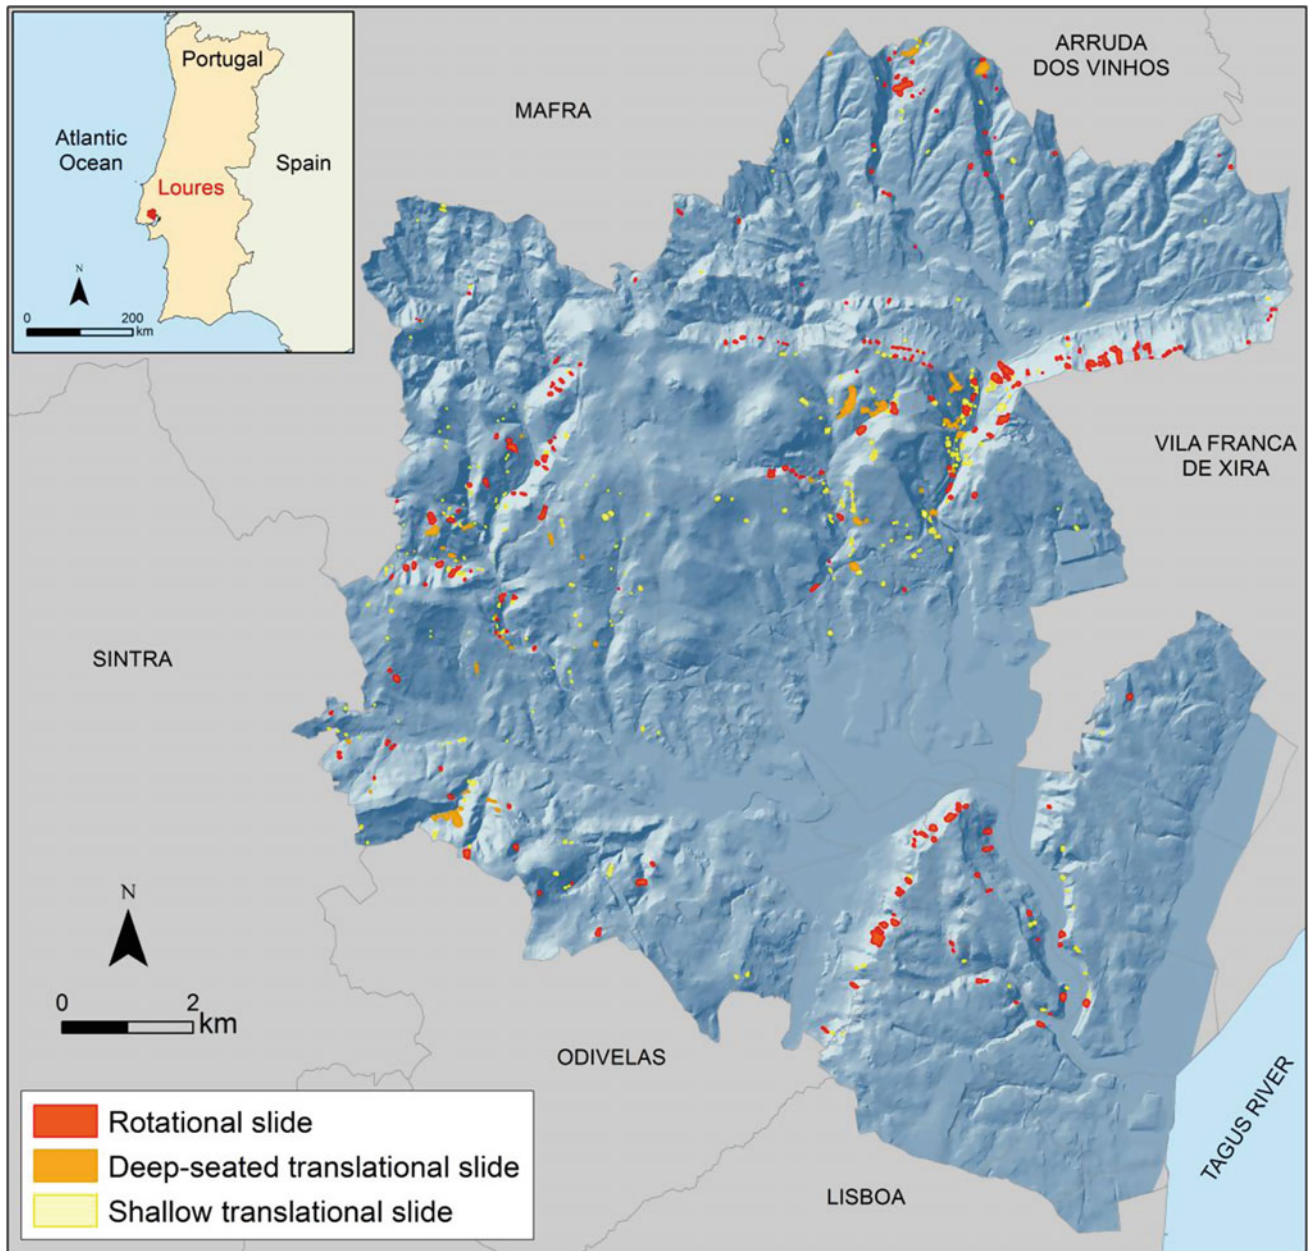 Portugal
Atlantic
Ocean
Spain
Loures
N
0 200
km
ARRUDA
DOS VINHOS
MAFRA
VILA FRANCA
DE XIRA
SINTRA
N
0 2
km
ODIVELAS
TAGUS RIVER
LISBOA
Rotational slide
Deep-seated translational slide
Shallow translational slide